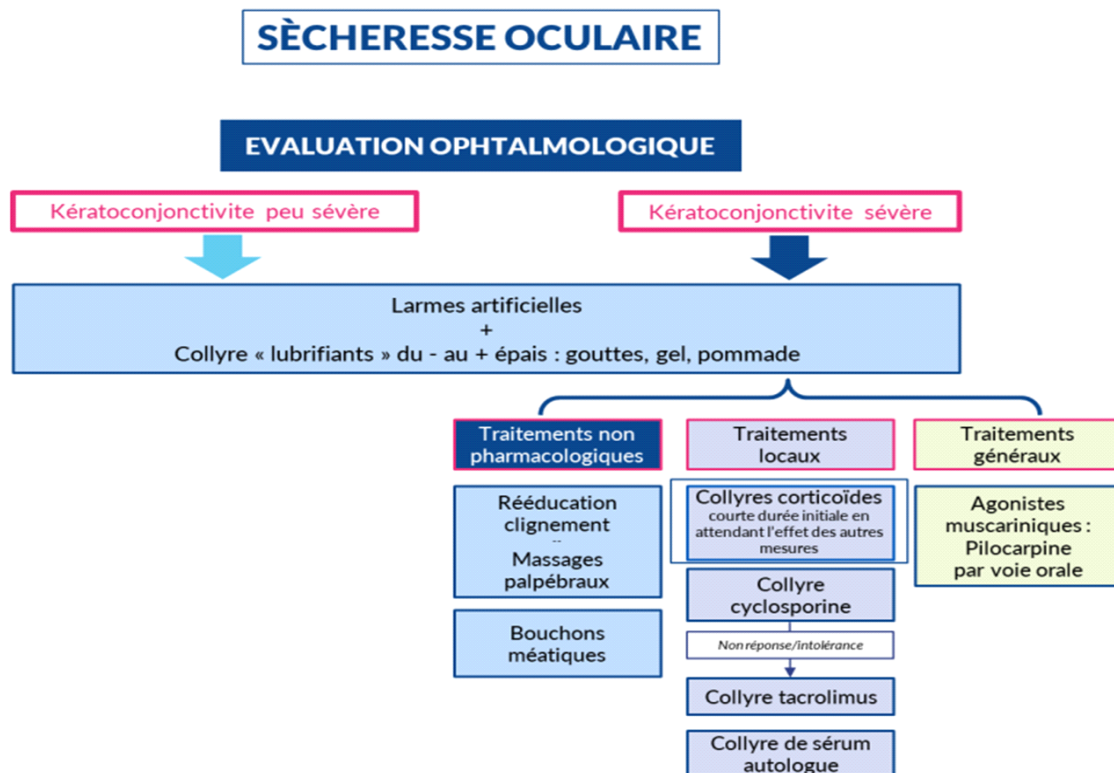 SÈCHERESSE OCULAIRE
EVALUATION OPHTALMOLOGIQUE
Kératoconjonctivite peu sévère
Kératoconjonctivite sévère
Larmes artificielles
+
Collyre « lubrifiants » du - au + épais : gouttes, gel, pommade
Traitements non
pharmacologiques
Rééducation
clignement
Massages
palpébraux
Bouchons
méatiques
Traitements
locaux
Collyres corticoïdes
courte durée initiale en
attendant l'effet des autres
mesures
Collyre
cyclosporine
Non réponse/intolérance
Collyre tacrolimus
Collyre de sérum
autologue
Traitements
généraux
Agonistes
muscariniques :
Pilocarpine
par voie orale